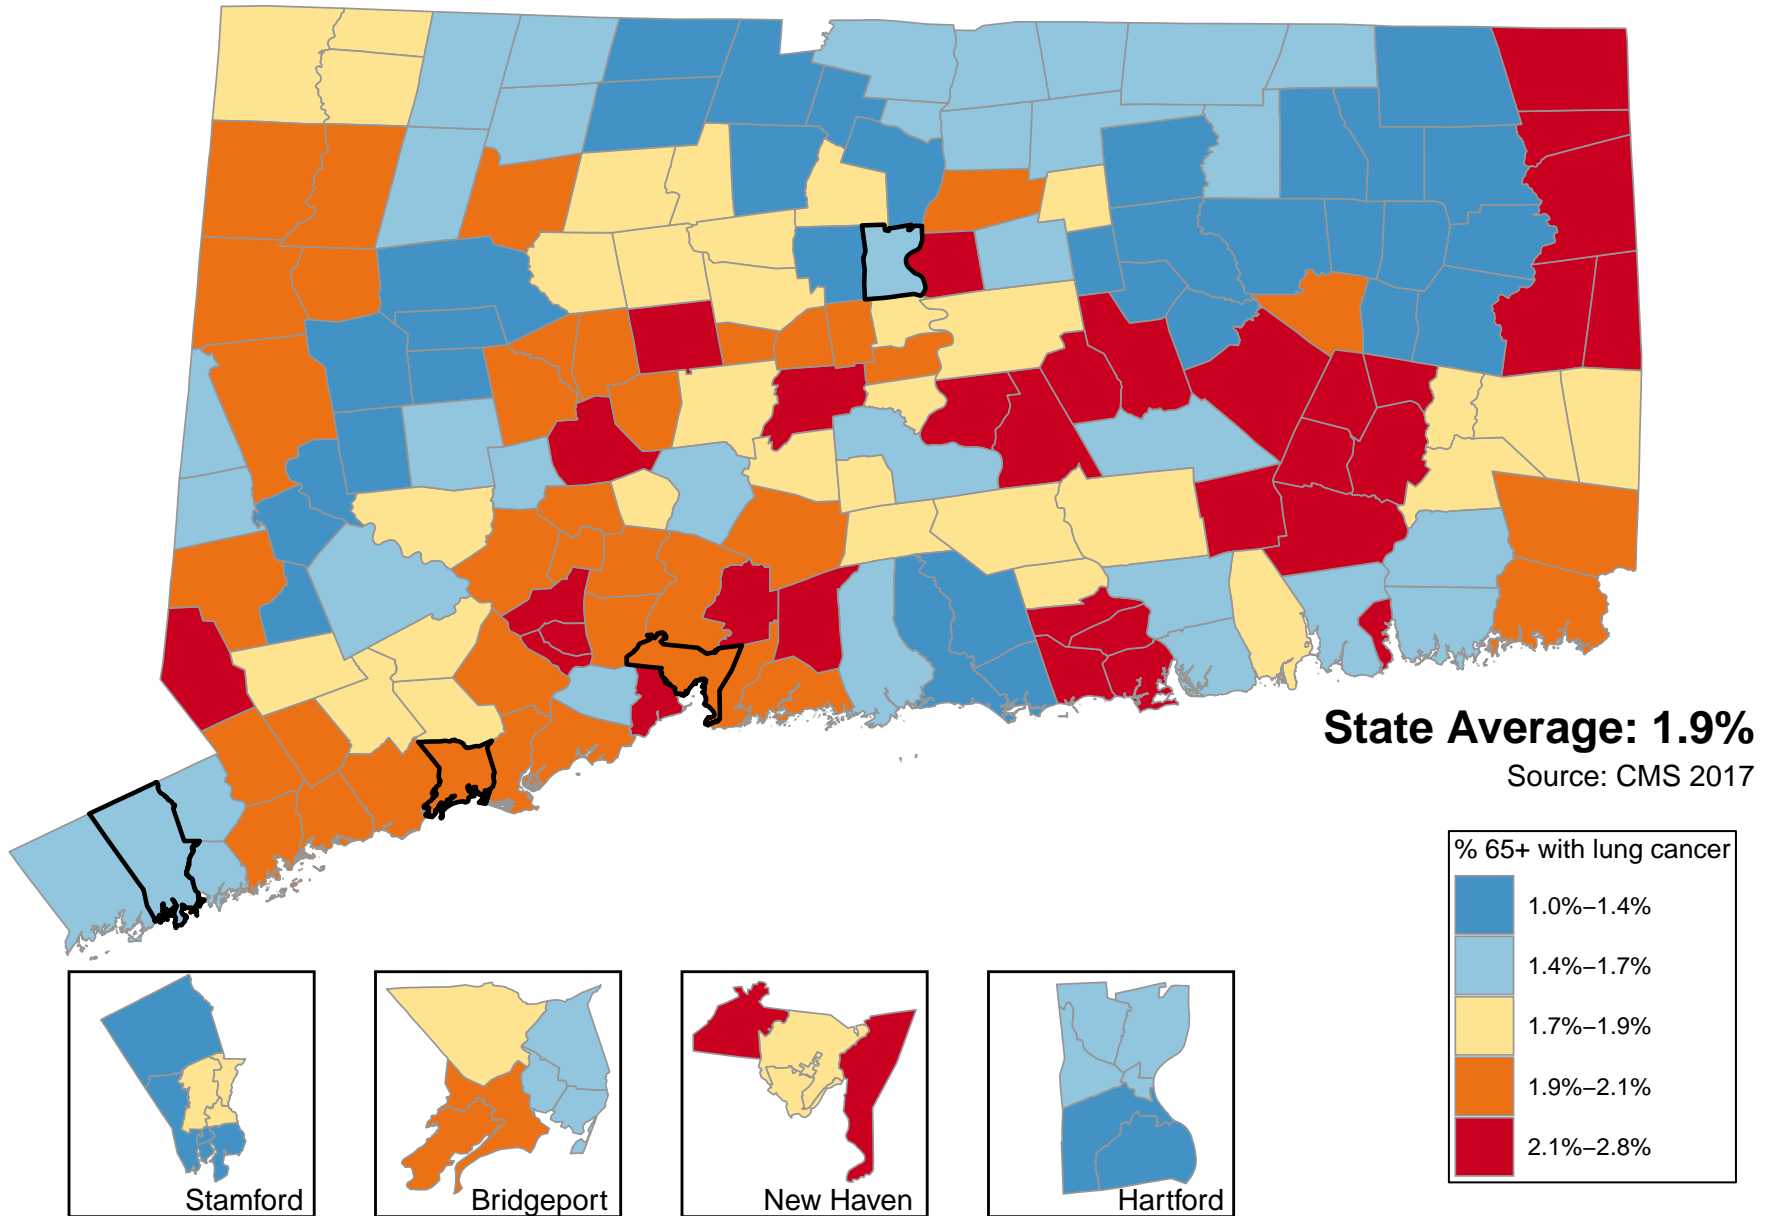 State Average: 1.9%
Source: CMS 2017
% 65+ with lung cancer
1.0%–1.4%
1.4%–1.7%
1.7%–1.9%
1.9%–2.1%
2.1%–2.8%
Stamford
Bridgeport
New Haven
Hartford